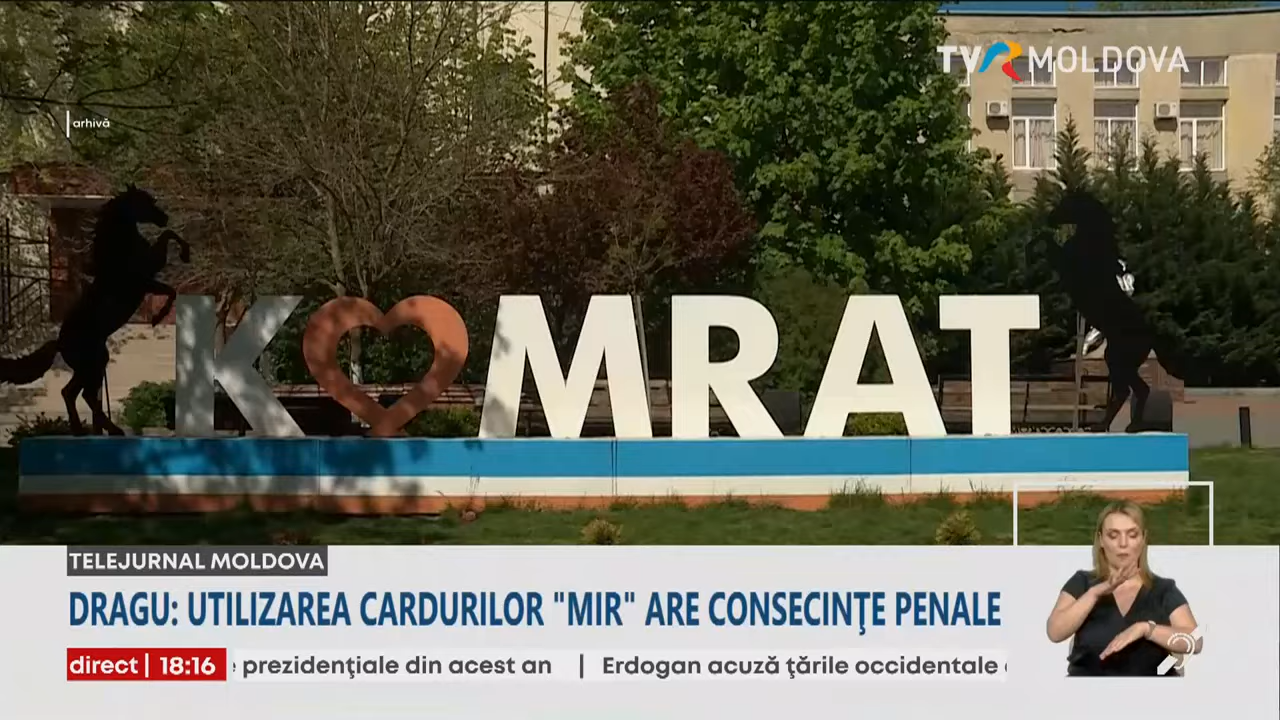 TVR MOLDOVA
arhivă
K MRAT
TELEJURNAL MOLDOVA
DRAGU: UTILIZAREA CARDURILOR "MIR" ARE CONSECINŢE PENALE
direct | 18:16
prezidenţiale din acest an | Erdogan acuză ţările occidentale